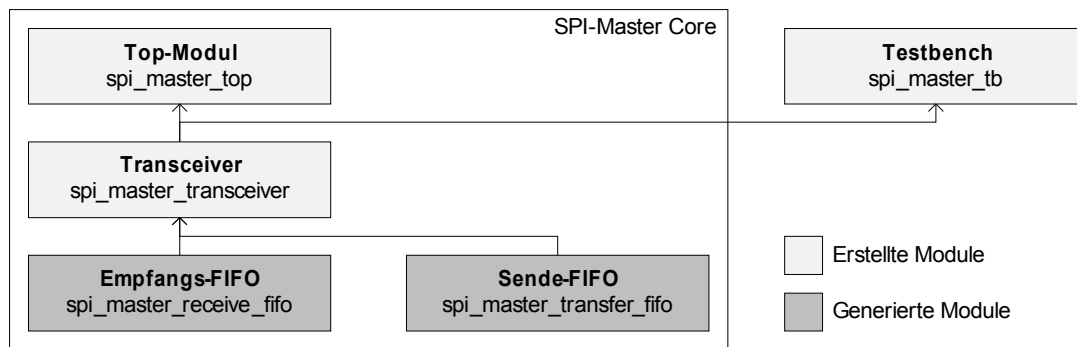 SPI-Master Core
Top-Modul
spi_master_top
Testbench
spi_master_tb
Transceiver
spi_master_transceiver
Empfangs-FIFO
spi_master_receive_fifo
Sende-FIFO
spi_master_transfer_fifo
Erstellte Module
Generierte Module